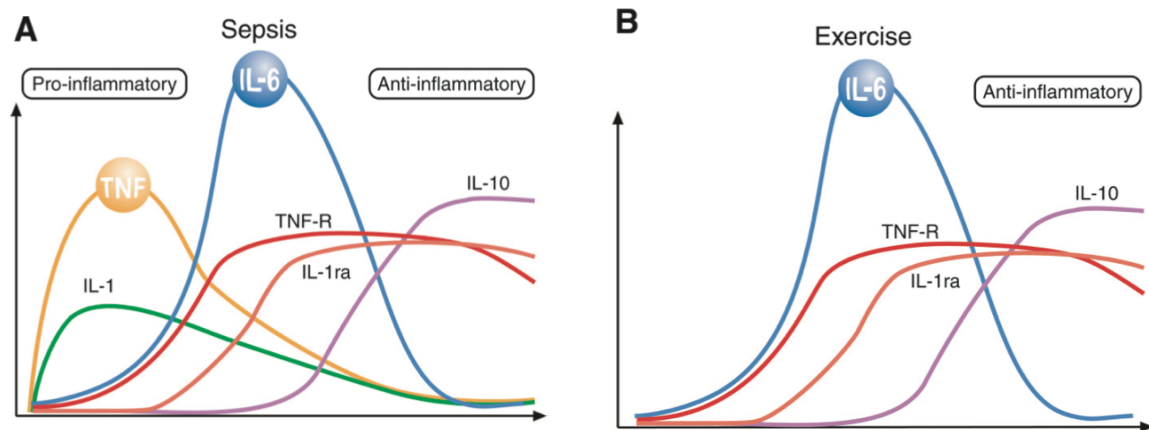 A
Sepsis
Pro-inflammatory
IL-6
Anti-inflammatory
TNF
IL-10
TNF-R
IL-1ra
IL-1
B
Exercise
IL-6
Anti-inflammatory
IL-10
TNF-R
IL-1ra